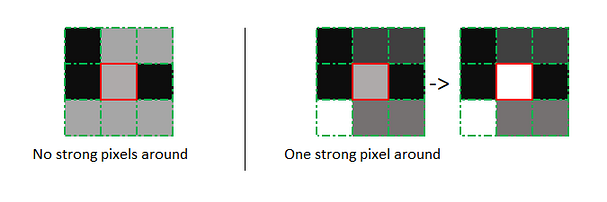 ->
No strong pixels around
One strong pixel around